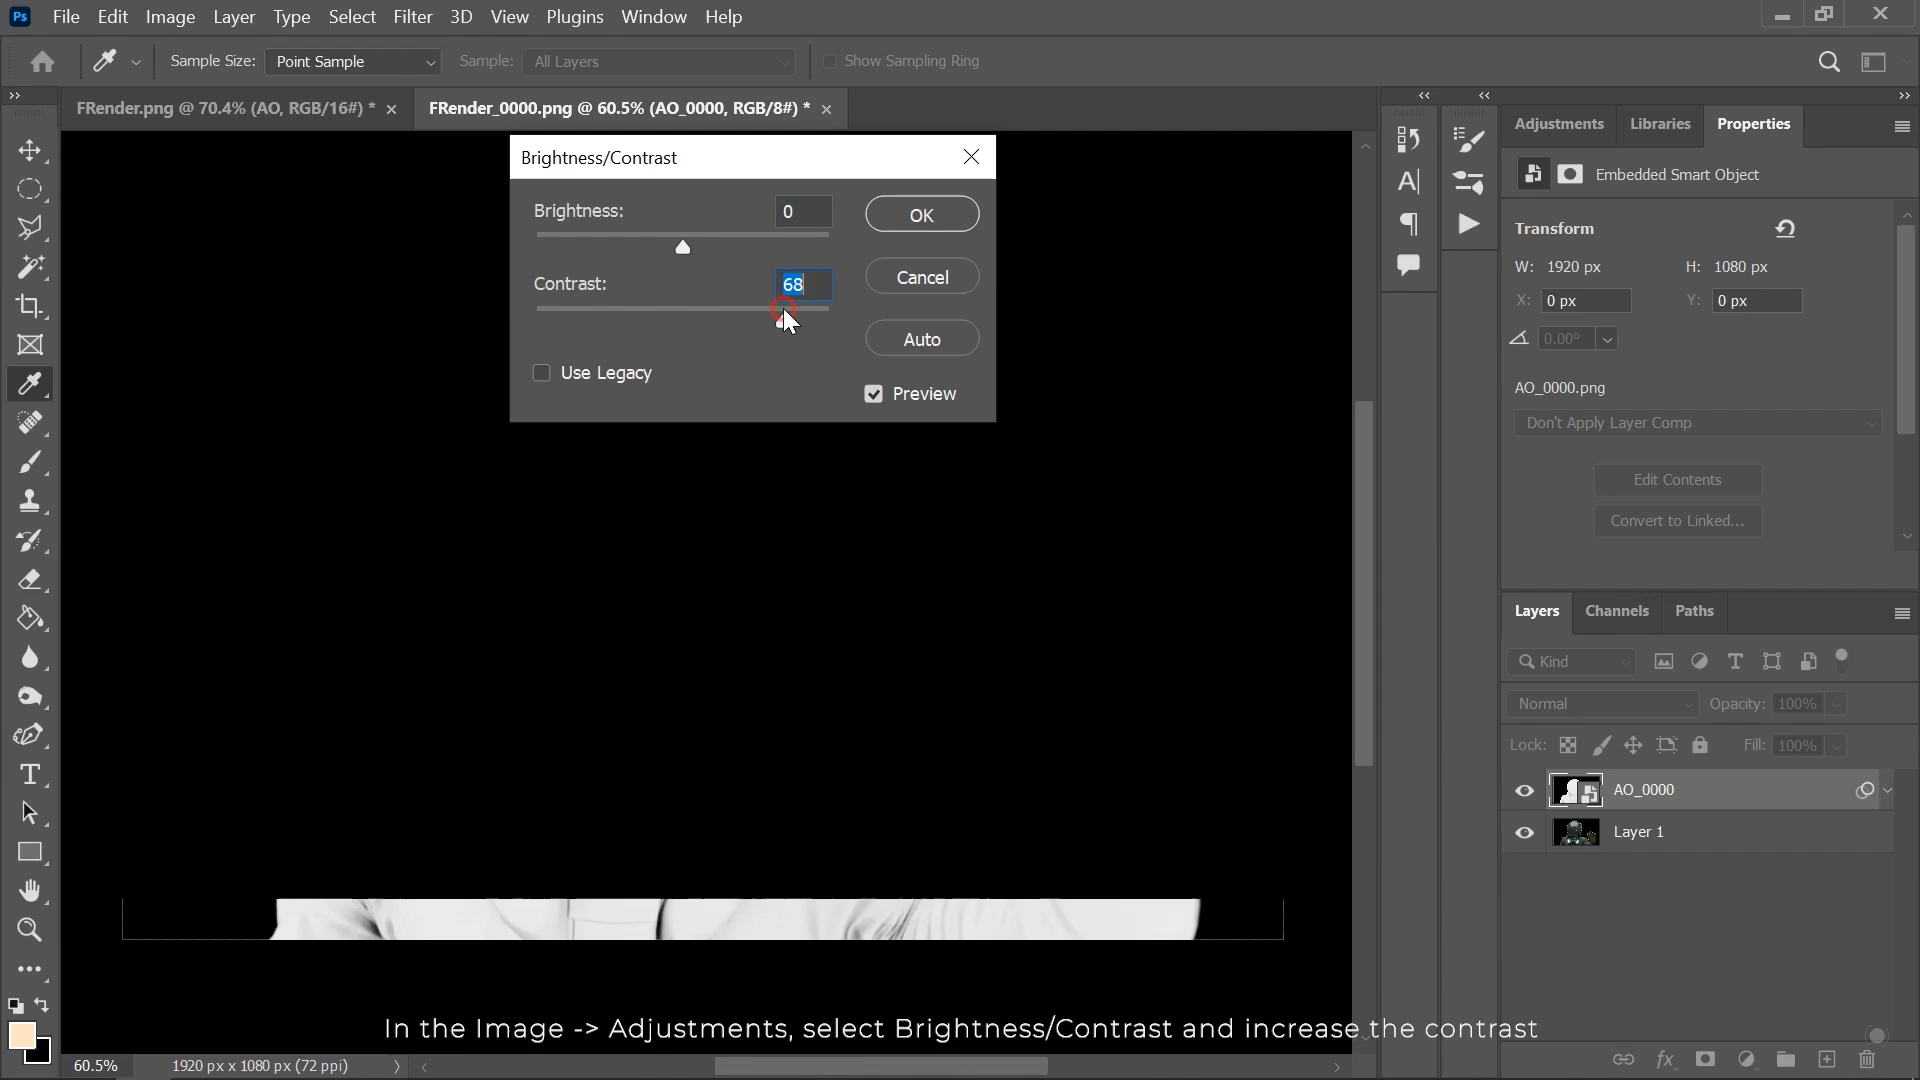 Ps File Edit Image Layer Type Select Filter 3D View Plugins Window Help
Sample Size: Point Sample Sample: All Layers Show Sampling Ring
FRender.png @ 70.4% (AO, RGB/16#) * FRender_0000.png @ 60.5% (AO_0000, RGB/8#) *
Brightness/Contrast
Brightness: 0
OK
Contrast: 68
Cancel
Auto
Use Legacy
Preview
Adjustments Libraries Properties
Embedded Smart Object
Transform
W: 1920 px H: 1080 px
X: 0 px Y: 0 px
0.00°
AO_0000.png
Don't Apply Layer Comp
Edit Contents
Convert to Linked...
Layers Channels Paths
Kind
Normal Opacity: 100%
Lock: Fill: 100%
AO_0000
Layer 1
In the Image -> Adjustments, select Brightness/Contrast and increase the contrast
60.5% 1920 px x 1080 px (72 ppi)
fx